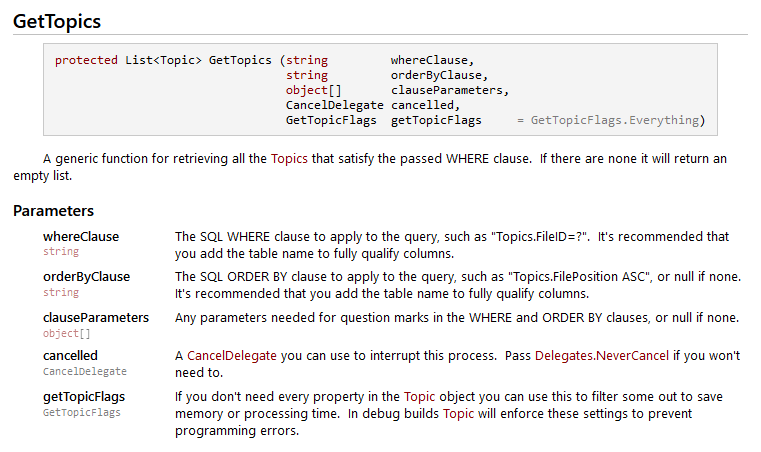 GetTopics
protected List<Topic> GetTopics (string whereClause,
string orderByClause,
object[] clauseParameters,
CancelDelegate cancelled,
GetTopicFlags getTopicFlags = GetTopicFlags.Everything)
A generic function for retrieving all the Topics that satisfy the passed WHERE clause. If there are none it will return an
empty list.
Parameters
whereClause
string
The SQL WHERE clause to apply to the query, such as "Topics.FileID=?". It's recommended that
you add the table name to fully qualify columns.
orderByClause
string
The SQL ORDER BY clause to apply to the query, such as "Topics.FilePosition ASC", or null if none.
It's recommended that you add the table name to fully qualify columns.
clauseParameters
object[]
Any parameters needed for question marks in the WHERE and ORDER BY clauses, or null if none.
cancelled
CancelDelegate
A CancelDelegate you can use to interrupt this process. Pass Delegates.NeverCancel if you won't
need to.
getTopicFlags
GetTopicFlags
If you don't need every property in the Topic object you can use this to filter some out to save
memory or processing time. In debug builds Topic will enforce these settings to prevent
programming errors.